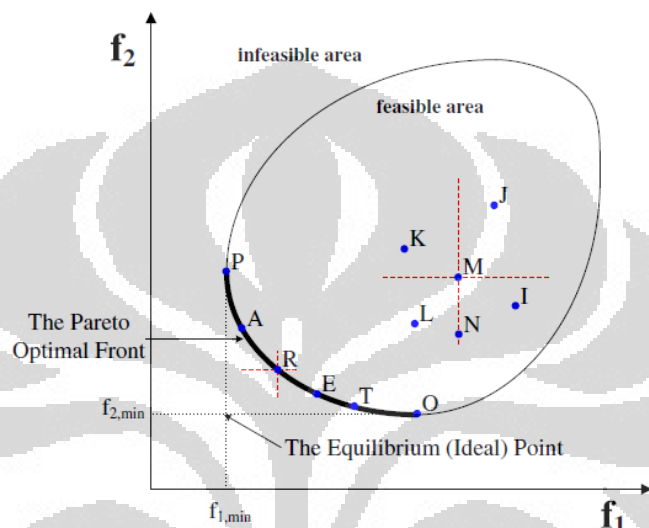 f2
infeasible area
feasible area
J
K
M
P
I
L
N
A
The Pareto
Optimal Front
R
E
T
O
f2,min
The Equilibrium (Ideal) Point
f1,min
f1